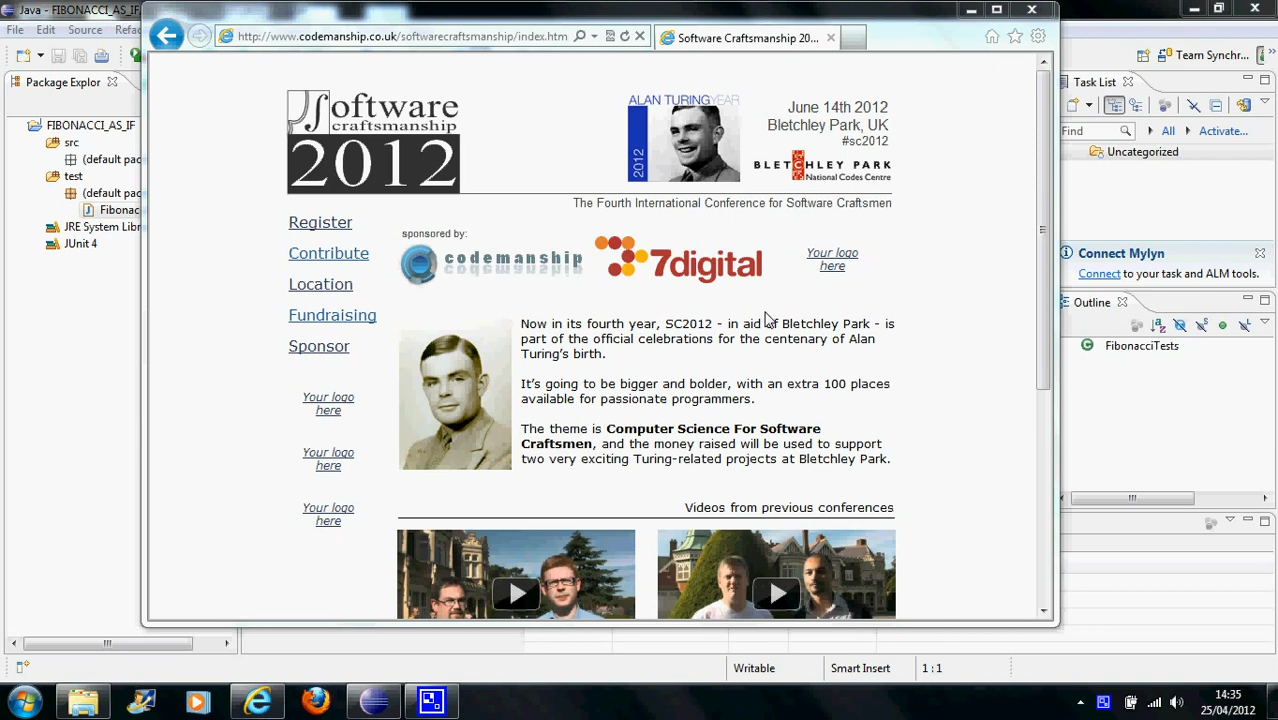 Java - FIBONACCI_AS_IF
File Edit Source Refa
http://www.codemanship.co.uk/softwarecraftsmanship/index.htm
Software Craftsmanship 20...
Package Explor
FIBONACCI_AS_IF
src
(default pac
test
(default pac
Fibonac
JRE System Libr
JUnit 4
Software
craftsmanship
2012
ALAN TURING YEAR
2012
June 14th 2012
Bletchley Park, UK
#sc2012
BLETCHLEY PARK
National Codes Centre
The Fourth International Conference for Software Craftsmen
Register
Contribute
Location
Fundraising
Sponsor
Your logo
here
Your logo
here
Your logo
here
sponsored by:
codemanship
7digital
Your logo
here
Now in its fourth year, SC2012 - in aid of Bletchley Park - is
part of the official celebrations for the centenary of Alan
Turing's birth.
It's going to be bigger and bolder, with an extra 100 places
available for passionate programmers.
The theme is Computer Science For Software
Craftsmen, and the money raised will be used to support
two very exciting Turing-related projects at Bletchley Park.
Videos from previous conferences
Team Synchr...
Task List
Find
All
Activate...
Uncategorized
Connect Mylyn
Connect to your task and ALM tools.
Outline
FibonacciTests
Writable
Smart Insert
1 : 1
14:35
25/04/2012